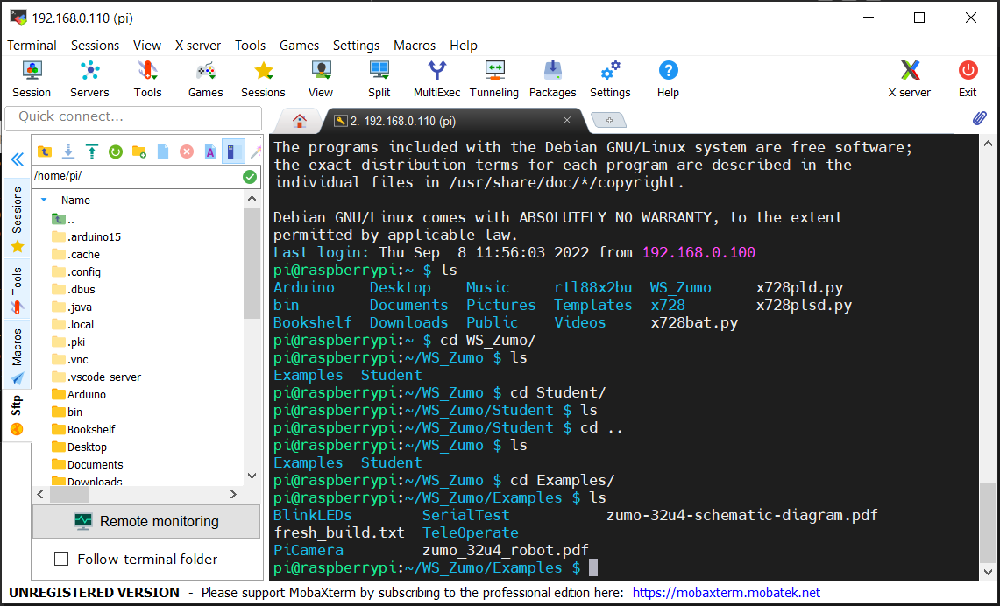 192.168.0.110 (pi)
Terminal Sessions View X server Tools Games Settings Macros Help
Session Servers Tools Games Sessions View Split MultiExec Tunneling Packages Settings Help X server Exit
Quick connect...
2. 192.168.0.110 (pi)
/home/pi/
Name
..
.arduino15
.cache
.config
.dbus
.java
.local
.pki
.vnc
.vscode-server
Arduino
bin
Bookshelf
Desktop
Documents
Downloads
Sessions
Tools
Macros
Sftp
Remote monitoring
Follow terminal folder
The programs included with the Debian GNU/Linux system are free software;
the exact distribution terms for each program are described in the
individual files in /usr/share/doc/*/copyright.
Debian GNU/Linux comes with ABSOLUTELY NO WARRANTY, to the extent
permitted by applicable law.
Last login: Thu Sep  8 11:56:03 2022 from 192.168.0.100
pi@raspberrypi:~ $ ls
Arduino    Desktop    Music     rtl88x2bu  WS_Zumo     x728pld.py
bin        Documents  Pictures  Templates  x728        x728plsd.py
Bookshelf  Downloads  Public    Videos     x728bat.py
pi@raspberrypi:~ $ cd WS_Zumo/
pi@raspberrypi:~/WS_Zumo $ ls
Examples  Student
pi@raspberrypi:~/WS_Zumo $ cd Student/
pi@raspberrypi:~/WS_Zumo/Student $ ls
pi@raspberrypi:~/WS_Zumo/Student $ cd ..
pi@raspberrypi:~/WS_Zumo $ ls
Examples  Student
pi@raspberrypi:~/WS_Zumo $ cd Examples/
pi@raspberrypi:~/WS_Zumo/Examples $ ls
BlinkLEDs        SerialTest           zumo-32u4-schematic-diagram.pdf
fresh_build.txt  TeleOperate
PiCamera         zumo_32u4_robot.pdf
pi@raspberrypi:~/WS_Zumo/Examples $
UNREGISTERED VERSION - Please support MobaXterm by subscribing to the professional edition here: https://mobaxterm.mobatek.net